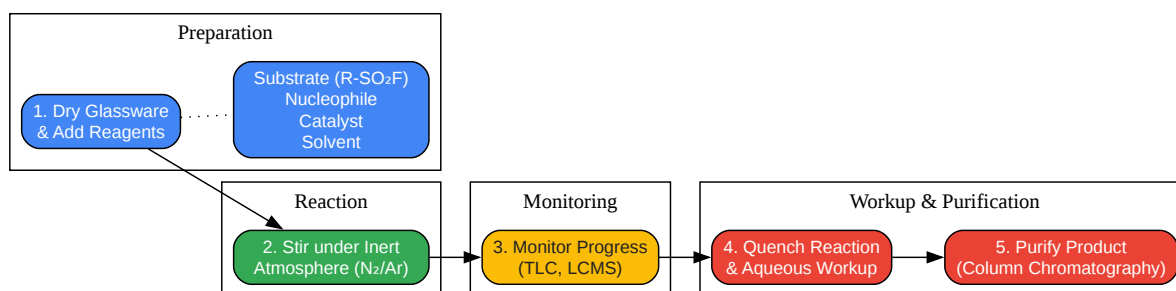 Preparation
1. Dry Glassware
& Add Reagents
Substrate (R-SO₂F)
Nucleophile
Catalyst
Solvent
Reaction
2. Stir under Inert
Atmosphere (N₂/Ar)
Monitoring
3. Monitor Progress
(TLC, LCMS)
Workup & Purification
4. Quench Reaction
& Aqueous Workup
5. Purify Product
(Column Chromatography)